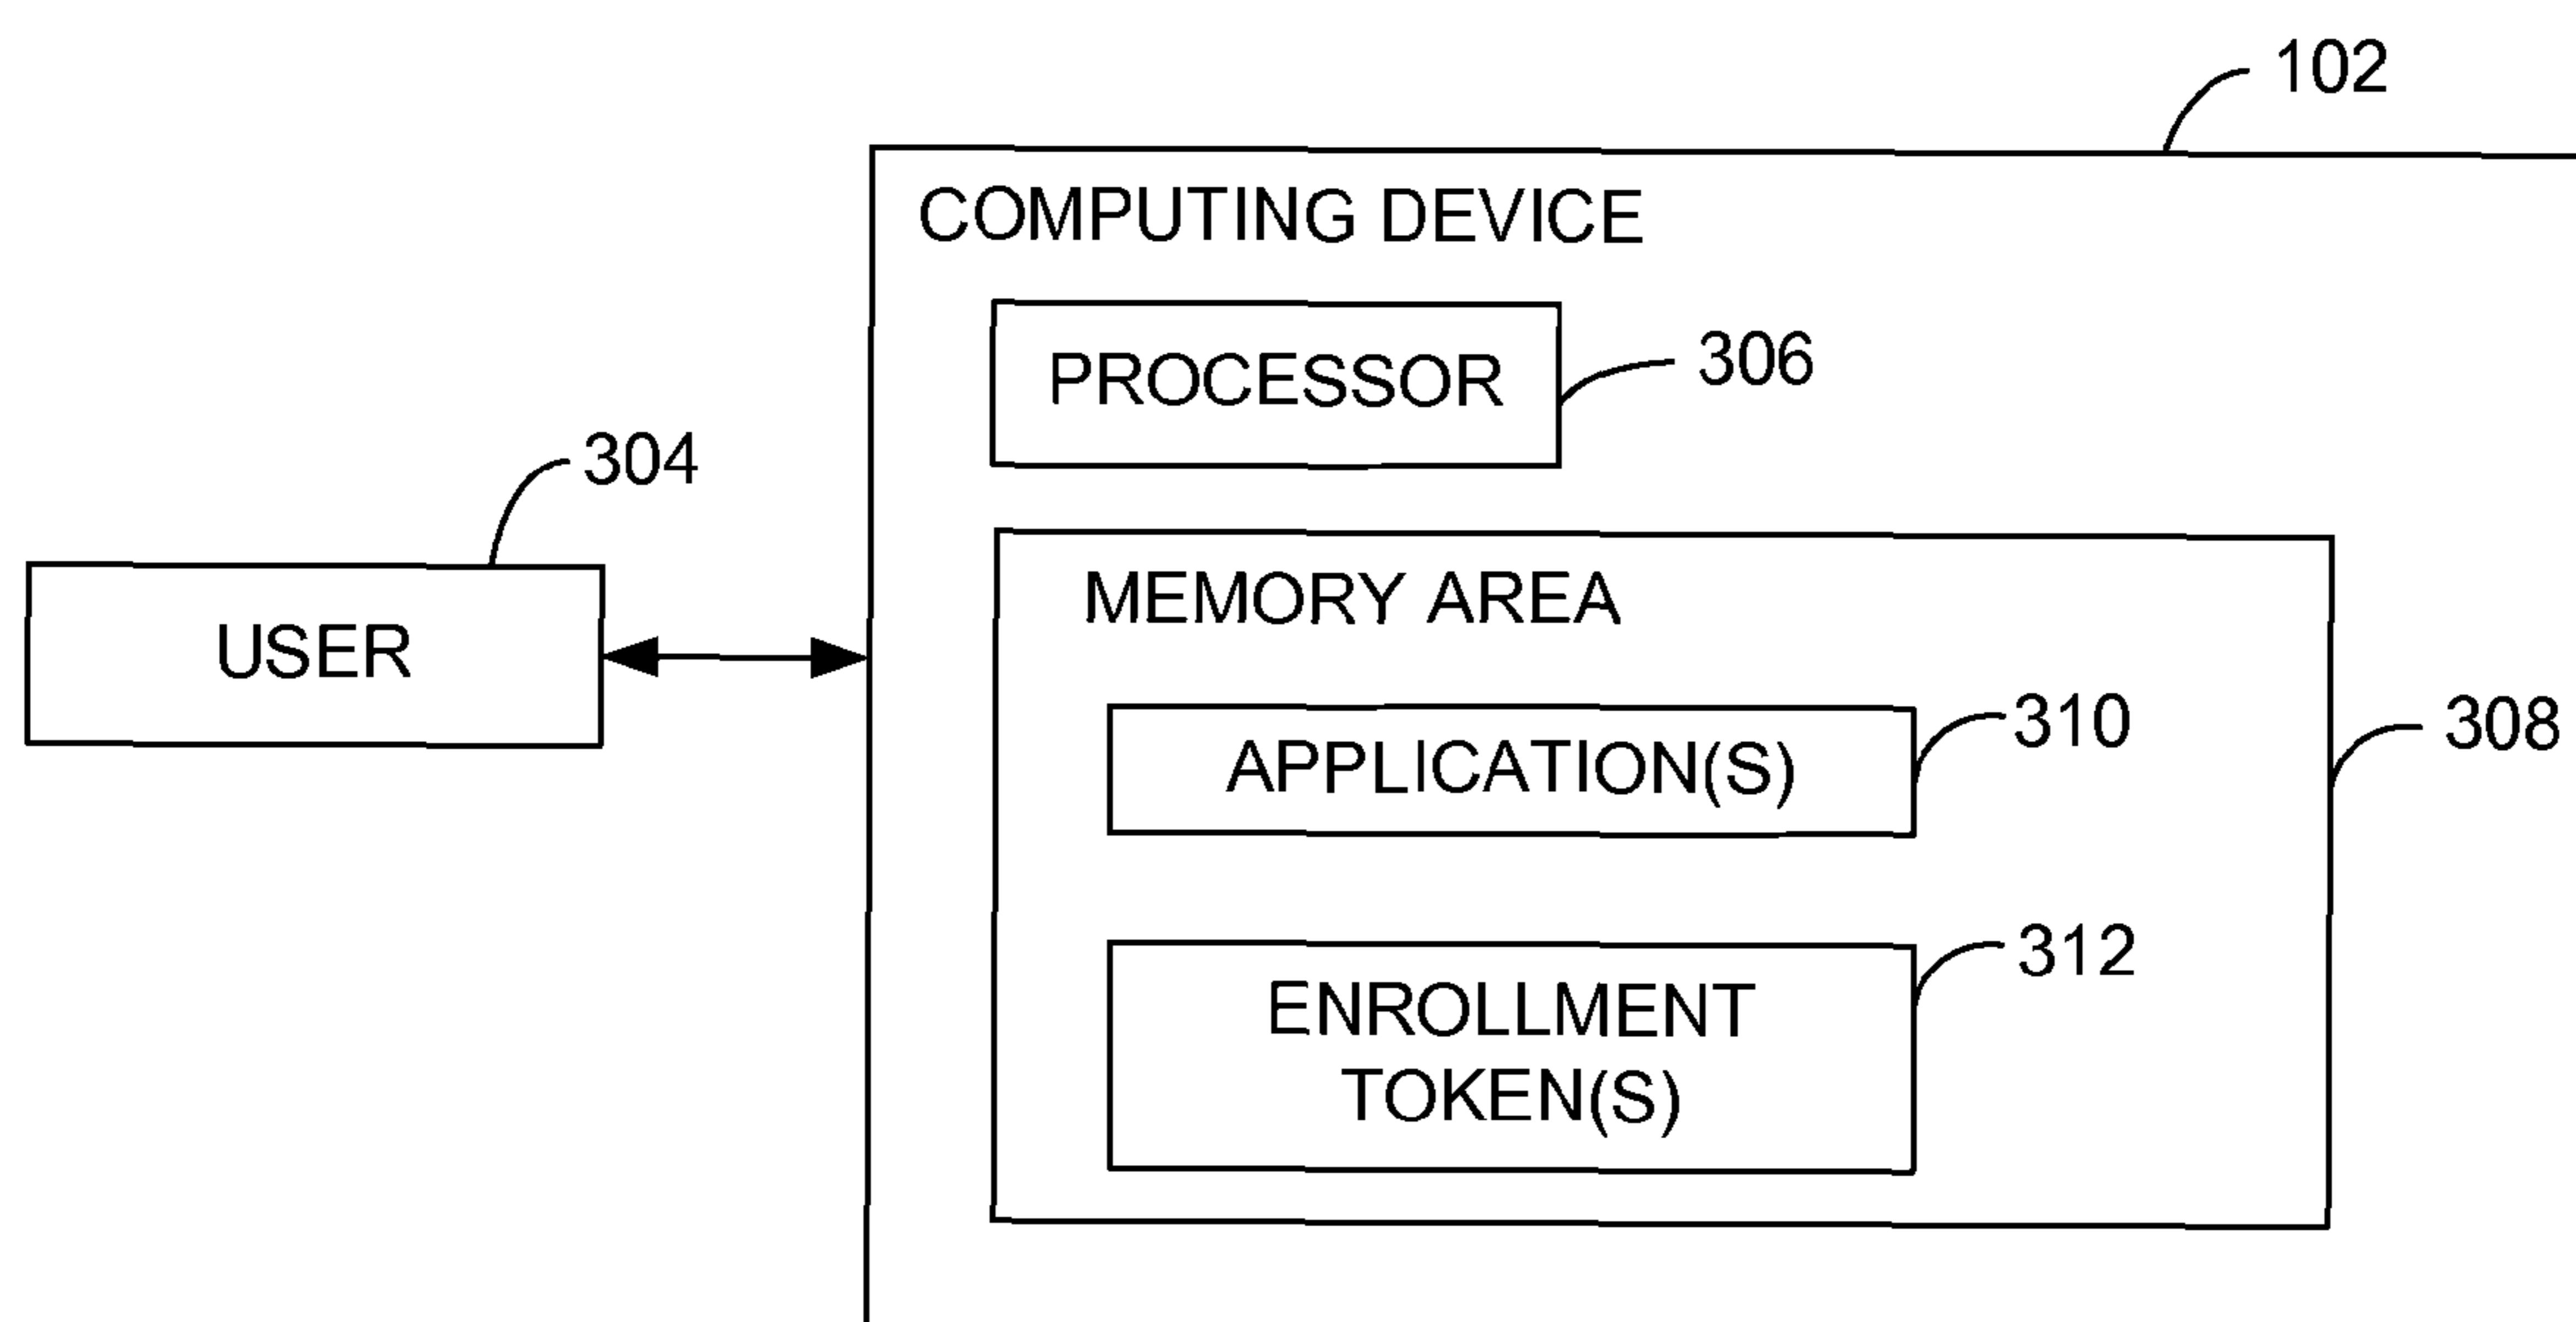 102
COMPUTING DEVICE
PROCESSOR
306
304
USER
MEMORY AREA
APPLICATION(S)
310
308
ENROLLMENT
TOKEN(S)
312